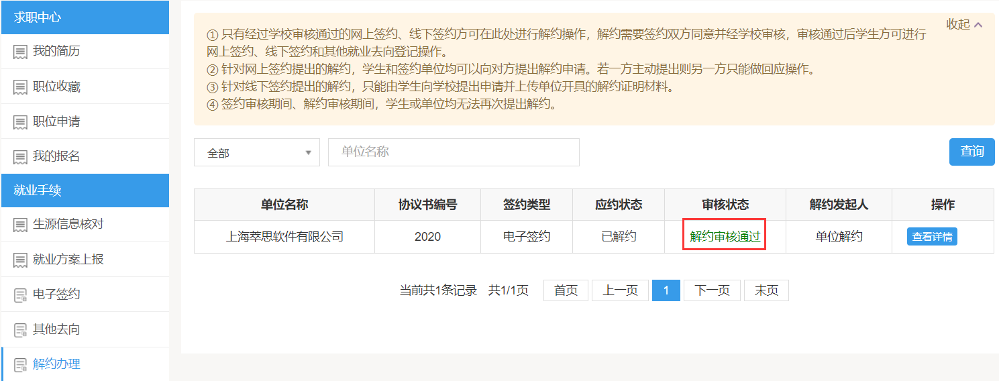 求职中心
我的简历
职位收藏
职位申请
我的报名
就业手续
生源信息核对
就业方案上报
电子签约
其他去向
解约办理
收起
① 只有经过学校审核通过的网上签约、线下签约方可在此处进行解约操作，解约需要签约双方同意并经学校审核，审核通过后学生方可进行
网上签约、线下签约和其他就业去向登记操作。
② 针对网上签约提出的解约，学生和签约单位均可以向对方提出解约申请。若一方主动提出则另一方只能做回应操作。
③ 针对线下签约提出的解约，只能由学生向学校提出申请并上传单位开具的解约证明材料。
④ 签约审核期间、解约审核期间，学生或单位均无法再次提出解约。
全部 单位名称 查询
单位名称 协议书编号 签约类型 应约状态 审核状态 解约发起人 操作
上海萃思软件有限公司 2020 电子签约 已解约 解约审核通过 单位解约 查看详情
当前共1条记录 共1/1页 首页 上一页 1 下一页 末页